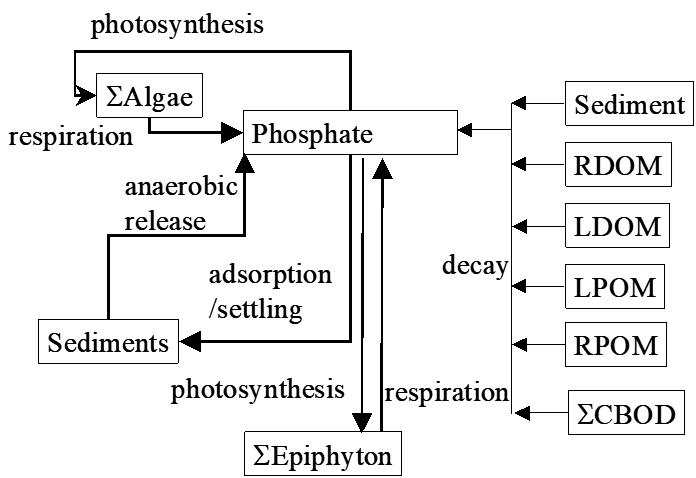 photosynthesis
ΣAlgae
Sediment
respiration
Phosphate
RDOM
anaerobic
release
LDOM
decay
adsorption
/settling
LPOM
Sediments
RPOM
photosynthesis
respiration
ΣCBOD
ΣEpiphyton